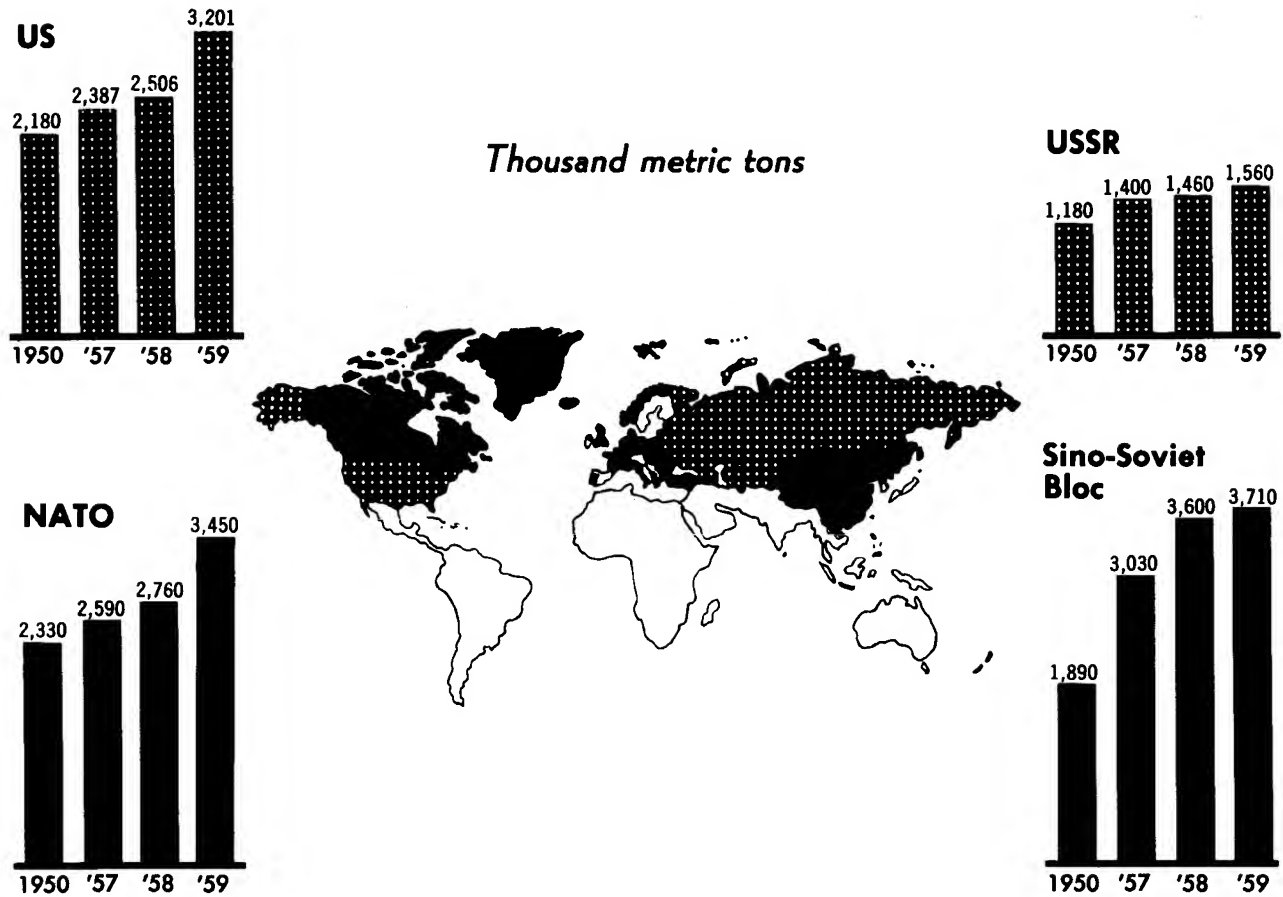 US
3,201
2,506
2,387
2,180
1950 '57 '58 '59
Thousand metric tons
USSR
1,560
1,460
1,400
1,180
1950 '57 '58 '59
NATO
3,450
2,760
2,590
2,330
1950 '57 '58 '59
Sino-Soviet
Bloc
3,710
3,600
3,030
1,890
1950 '57 '58 '59